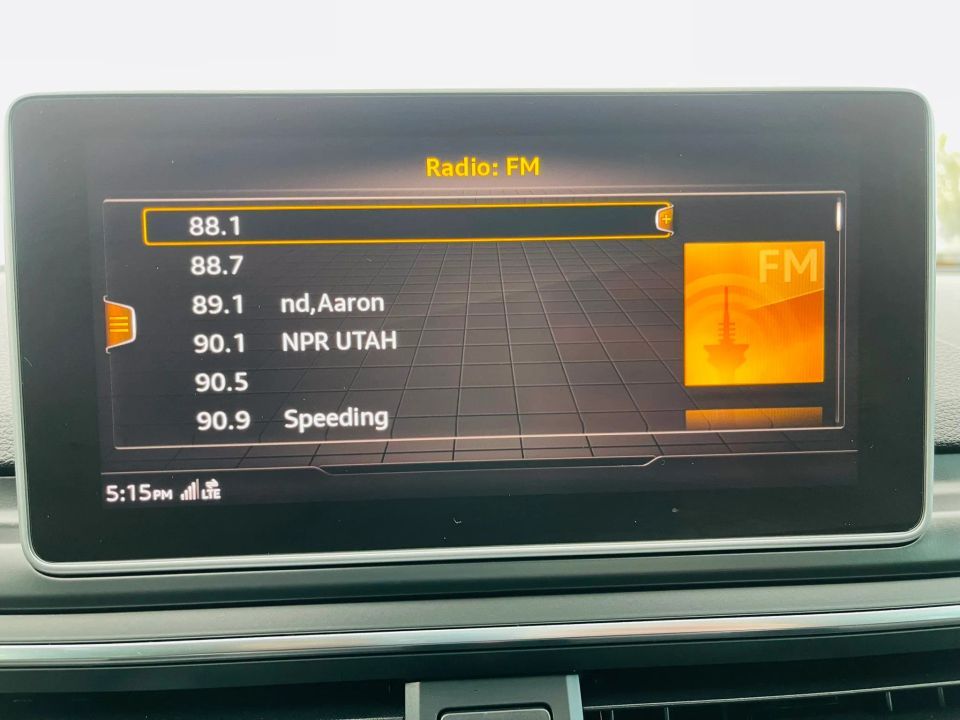 Radio: FM
88.1
FM
88.7
89.1 nd,Aaron
90.1 NPR UTAH
90.5
90.9 Speeding
5:15PM LTE